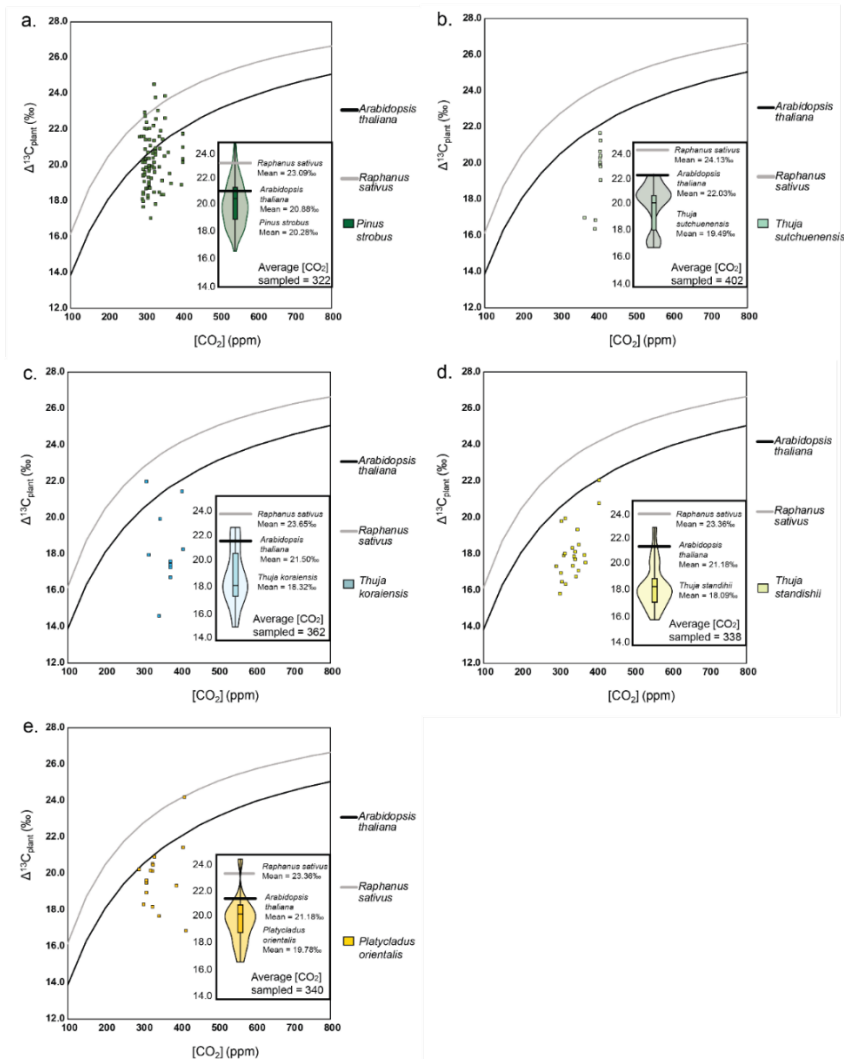 a.
28.0
26.0
24.0
22.0
20.0
18.0
16.0
14.0
12.0
Δ¹³Cplant (‰)
100 200 300 400 500 600 700 800
[CO₂] (ppm)
24.0
22.0
20.0
18.0
16.0
14.0
Raphanus sativus
Mean = 23.09‰
Arabidopsis
thaliana
Mean = 20.88‰
Pinus strobus
Mean = 20.28‰
Average [CO₂]
sampled = 322
Arabidopsis
thaliana
Raphanus
sativus
Pinus
strobus
b.
28.0
26.0
24.0
22.0
20.0
18.0
16.0
14.0
12.0
Δ¹³Cplant (‰)
100 200 300 400 500 600 700 800
[CO₂] (ppm)
24.0
22.0
20.0
18.0
16.0
14.0
Raphanus sativus
Mean = 24.13‰
Arabidopsis
thaliana
Mean = 22.03‰
Thuja
sutchuenensis
Mean = 19.49‰
Average [CO₂]
sampled = 402
Arabidopsis
thaliana
Raphanus
sativus
Thuja
sutchuenensis
c.
28.0
26.0
24.0
22.0
20.0
18.0
16.0
14.0
12.0
Δ¹³Cplant (‰)
100 200 300 400 500 600 700 800
[CO₂] (ppm)
24.0
22.0
20.0
18.0
16.0
14.0
Raphanus sativus
Mean = 23.65‰
Arabidopsis
thaliana
Mean = 21.50‰
Thuja koraiensis
Mean = 18.32‰
Average [CO₂]
sampled = 362
Arabidopsis
thaliana
Raphanus
sativus
Thuja
koraiensis
d.
28.0
26.0
24.0
22.0
20.0
18.0
16.0
14.0
12.0
Δ¹³Cplant (‰)
100 200 300 400 500 600 700 800
[CO₂] (ppm)
24.0
22.0
20.0
18.0
16.0
14.0
Raphanus sativus
Mean = 23.36‰
Arabidopsis
thaliana
Mean = 21.18‰
Thuja standihii
Mean = 18.09‰
Average [CO₂]
sampled = 338
Arabidopsis
thaliana
Raphanus
sativus
Thuja
standishii
e.
28.0
26.0
24.0
22.0
20.0
18.0
16.0
14.0
12.0
Δ¹³Cplant (‰)
100 200 300 400 500 600 700 800
[CO₂] (ppm)
24.0
22.0
20.0
18.0
16.0
14.0
Raphanus sativus
Mean = 23.36‰
Arabidopsis
thaliana
Mean = 21.18‰
Platycladus
orientalis
Mean = 19.78‰
Average [CO₂]
sampled = 340
Arabidopsis
thaliana
Raphanus
sativus
Platycladus
orientalis